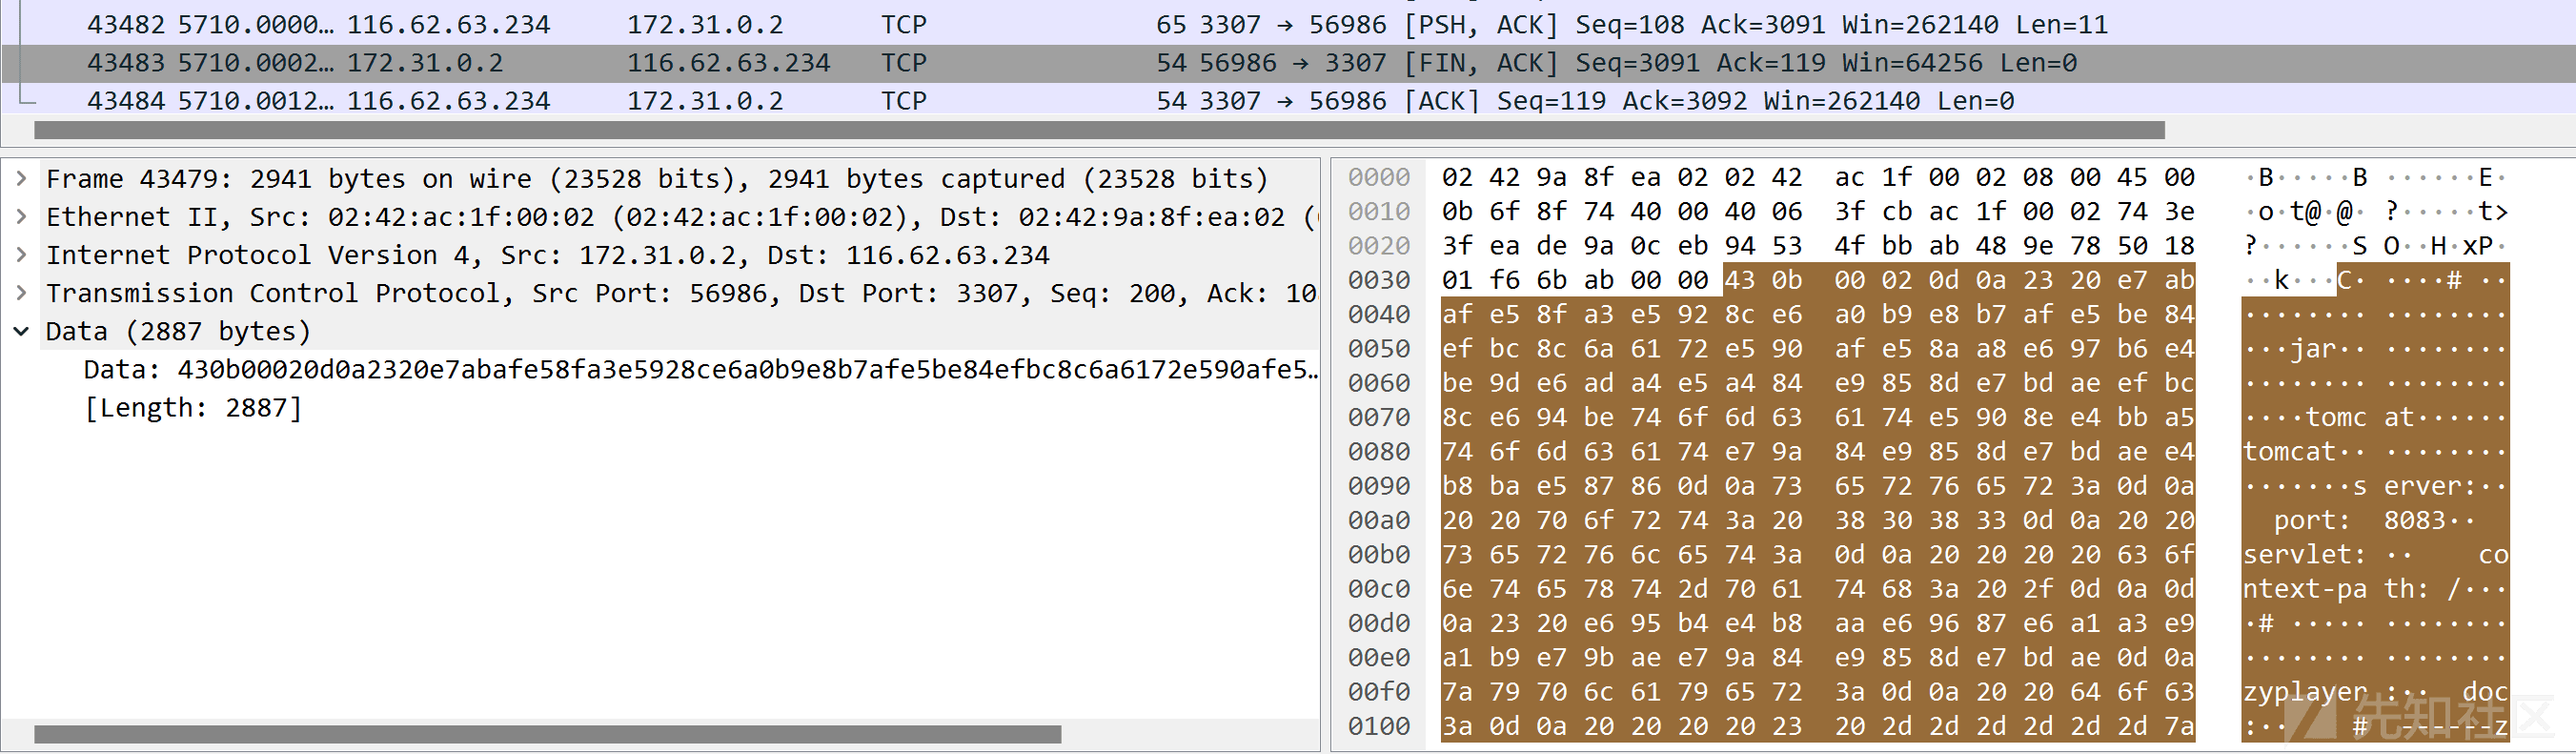 43482 5710.0000… 116.62.63.234 172.31.0.2 TCP 65 3307 → 56986 [PSH, ACK] Seq=108 Ack=3091 Win=262140 Len=11
43483 5710.0002… 172.31.0.2 116.62.63.234 TCP 54 56986 → 3307 [FIN, ACK] Seq=3091 Ack=119 Win=64256 Len=0
43484 5710.0012… 116.62.63.234 172.31.0.2 TCP 54 3307 → 56986 [ACK] Seq=119 Ack=3092 Win=262140 Len=0
Frame 43479: 2941 bytes on wire (23528 bits), 2941 bytes captured (23528 bits)
Ethernet II, Src: 02:42:ac:1f:00:02 (02:42:ac:1f:00:02), Dst: 02:42:9a:8f:ea:02
Internet Protocol Version 4, Src: 172.31.0.2, Dst: 116.62.63.234
Transmission Control Protocol, Src Port: 56986, Dst Port: 3307, Seq: 200, Ack: 10
Data (2887 bytes)
Data: 430b00020d0a2320e7abafe58fa3e5928ce6a0b9e8b7afe5be84efbc8c6a6172e590afe5…
[Length: 2887]
0000 02 42 9a 8f ea 02 02 42 ac 1f 00 02 08 00 45 00 ·B·····B ······E·
0010 0b 6f 8f 74 40 00 40 06 3f cb ac 1f 00 02 74 3e ·o·t@·@· ?·····t>
0020 3f ea de 9a 0c eb 94 53 4f bb ab 48 9e 78 50 18 ?······S O··H·xP·
0030 01 f6 6b ab 00 00 43 0b 00 02 0d 0a 23 20 e7 ab ··k···C· ····# ··
0040 af e5 8f a3 e5 92 8c e6 a0 b9 e8 b7 af e5 be 84 ········ ········
0050 ef bc 8c 6a 61 72 e5 90 af e5 8a a8 e6 97 b6 e4 ···jar·· ········
0060 be 9d e6 ad a4 e5 a4 84 e9 85 8d e7 bd ae ef bc ········ ········
0070 8c e6 94 be 74 6f 6d 63 61 74 e5 90 8e e4 bb a5 ····tomc at······
0080 74 6f 6d 63 61 74 e7 9a 84 e9 85 8d e7 bd ae e4 tomcat·· ········
0090 b8 ba e5 87 86 0d 0a 73 65 72 76 65 72 3a 0d 0a ·······s erver:··
00a0 20 20 70 6f 72 74 3a 20 38 30 38 33 0d 0a 20 20 port: 8083··
00b0 73 65 72 76 6c 65 74 3a 0d 0a 20 20 20 20 63 6f servlet: ·· co
00c0 6e 74 65 78 74 2d 70 61 74 68 3a 20 2f 0d 0a 0d ntext-pa th: /···
00d0 0a 23 20 e6 95 b4 e4 b8 aa e6 96 87 e6 a1 a3 e9 ·# ····· ········
00e0 a1 b9 e7 9b ae e7 9a 84 e9 85 8d e7 bd ae 0d 0a ········ ········
00f0 7a 79 70 6c 61 79 65 72 3a 0d 0a 20 20 64 6f 63 zyplayer :·· doc
0100 3a 0d 0a 20 20 20 20 23 20 2d 2d 2d 2d 2d 2d 7a :·· # ------z
先知社区